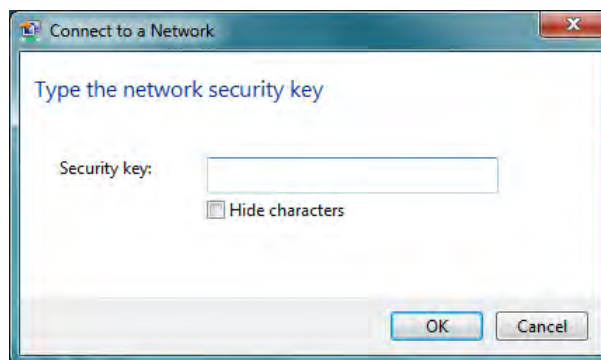 Connect to a Network
Type the network security key
Security key:
Hide characters
OK Cancel